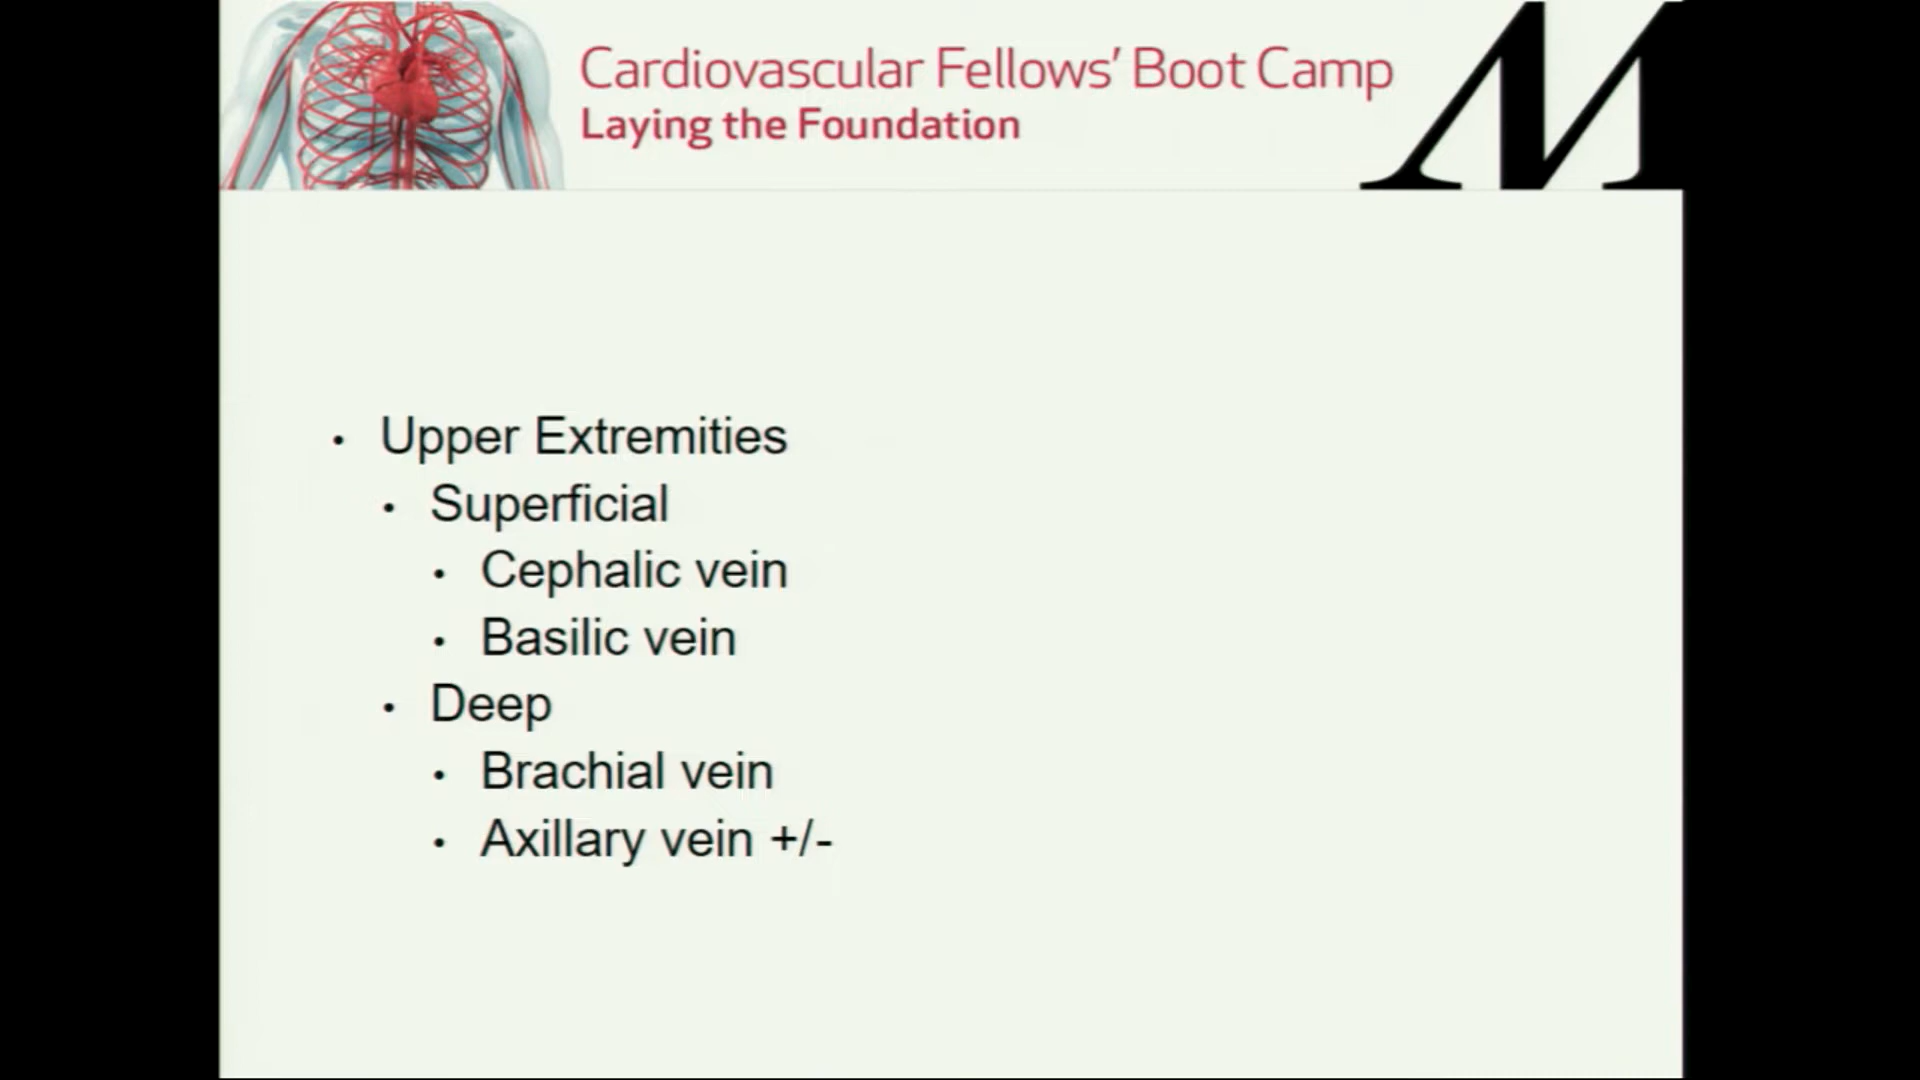 Cardiovascular Fellows' Boot Camp
Laying the Foundation
M
• Upper Extremities
• Superficial
• Cephalic vein
• Basilic vein
• Deep
• Brachial vein
• Axillary vein +/-